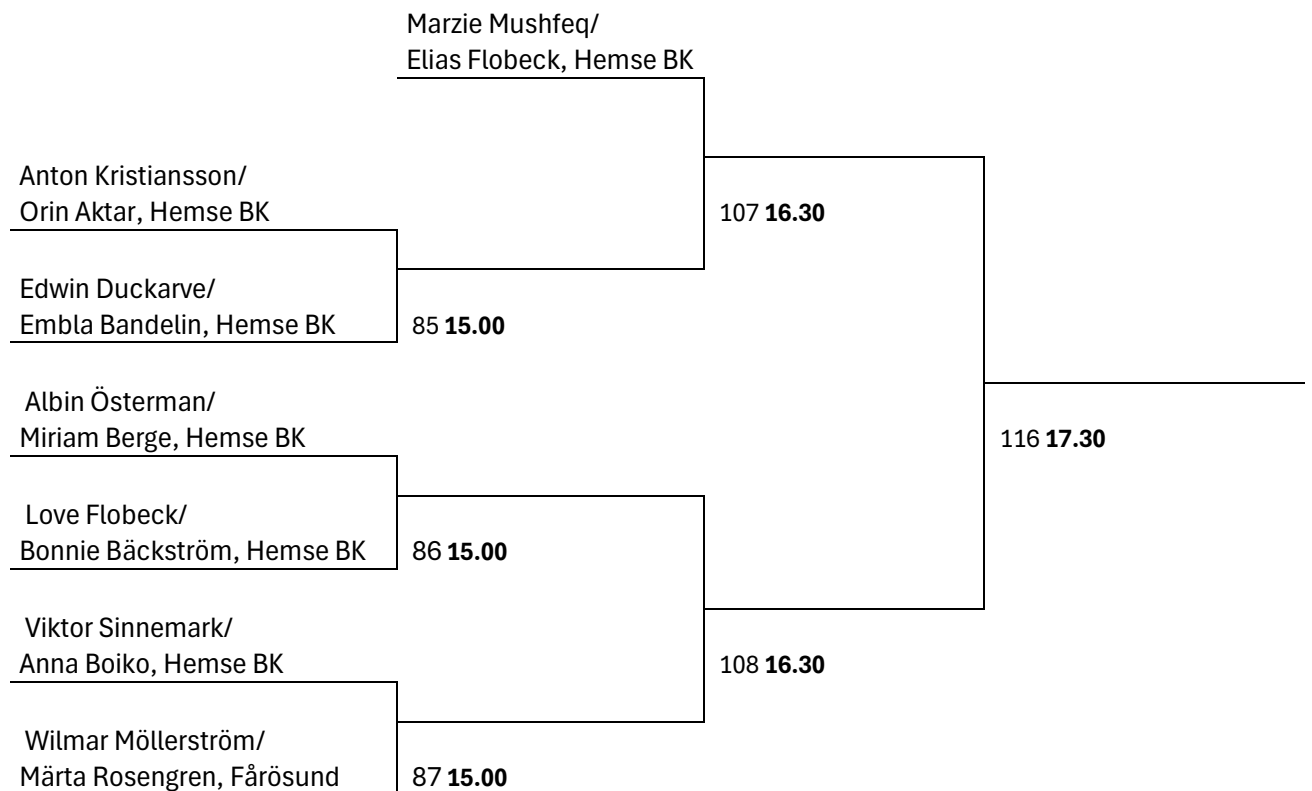 Marzie Mushfeq/
Elias Flobeck, Hemse BK
Anton Kristiansson/
Orin Aktar, Hemse BK
107 16.30
Edwin Duckarve/
Embla Bandelin, Hemse BK
85 15.00
Albin Österman/
Miriam Berge, Hemse BK
116 17.30
Love Flobeck/
Bonnie Bäckström, Hemse BK
86 15.00
Viktor Sinnemark/
Anna Boiko, Hemse BK
108 16.30
Wilmar Möllerström/
Märta Rosengren, Fårösund
87 15.00